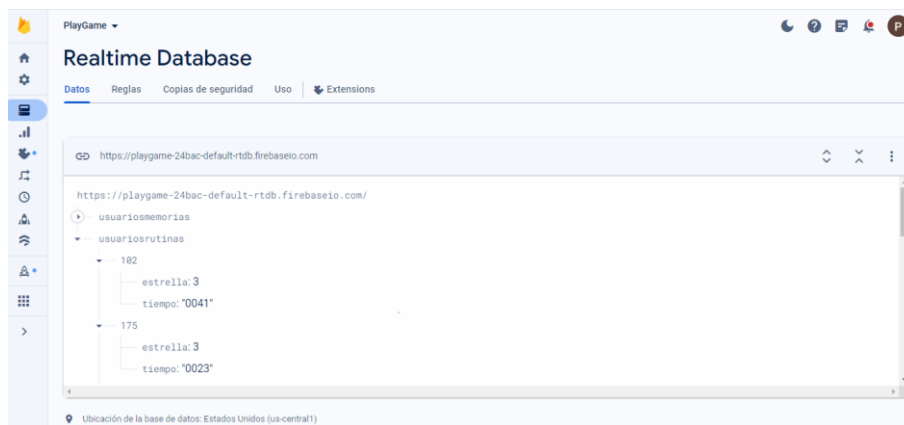 PlayGame
P
Realtime Database
Datos Reglas Copias de seguridad Uso Extensions
https://playgame-24bac-default-rtdb.firebaseio.com
https://playgame-24bac-default-rtdb.firebaseio.com/
usuariosmemorias
usuariosrutinas
102
estrella: 3
tiempo: "0041"
175
estrella: 3
tiempo: "0023"
Ubicación de la base de datos: Estados Unidos (us-central1)